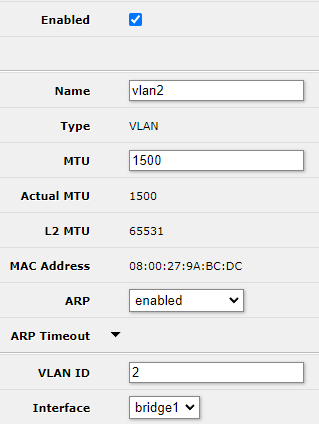 Enabled
Name vlan2
Type VLAN
MTU 1500
Actual MTU 1500
L2 MTU 65531
MAC Address 08:00:27:9A:BC:DC
ARP enabled
ARP Timeout
VLAN ID 2
Interface bridge1